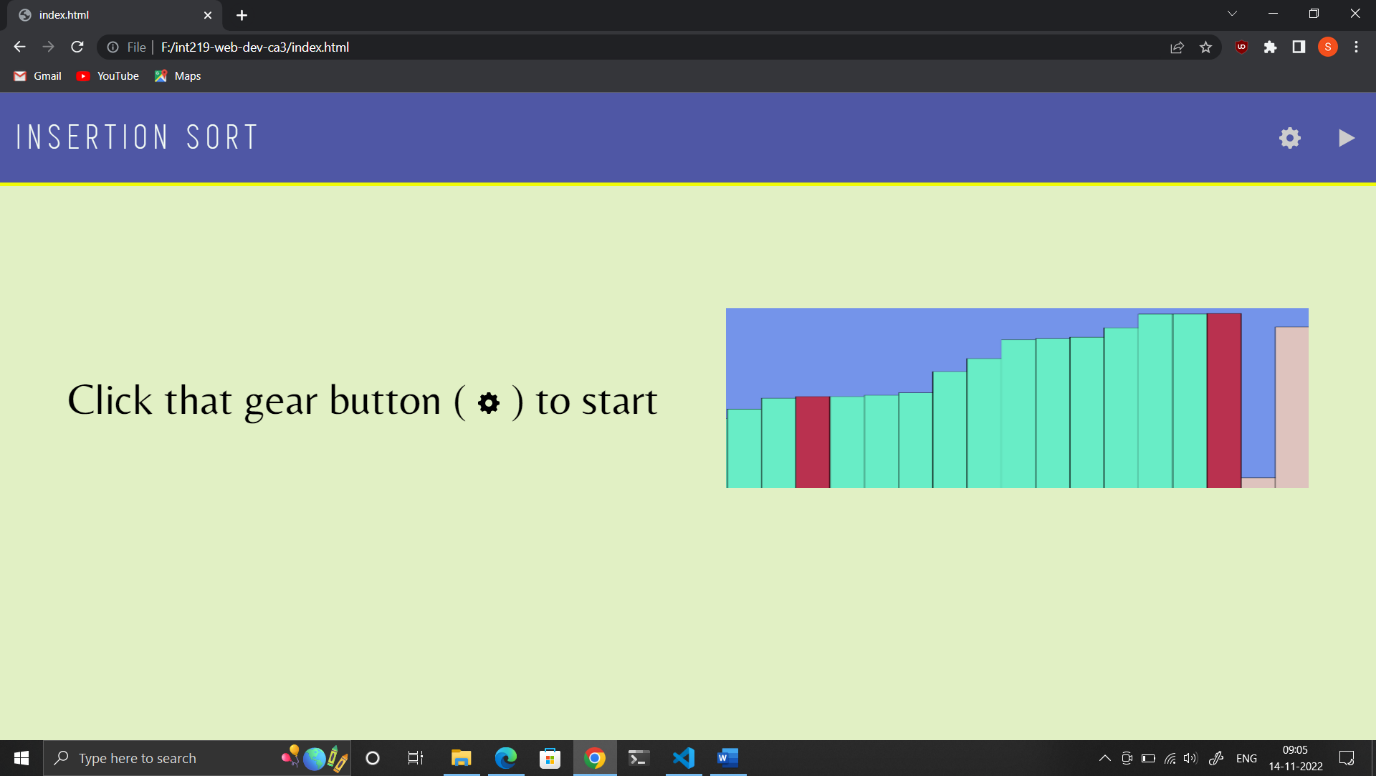 index.html
File F:/int219-web-dev-ca3/index.html
Gmail YouTube Maps
INSERTION SORT
Click that gear button ( ) to start
Type here to search
ENG
09:05
14-11-2022